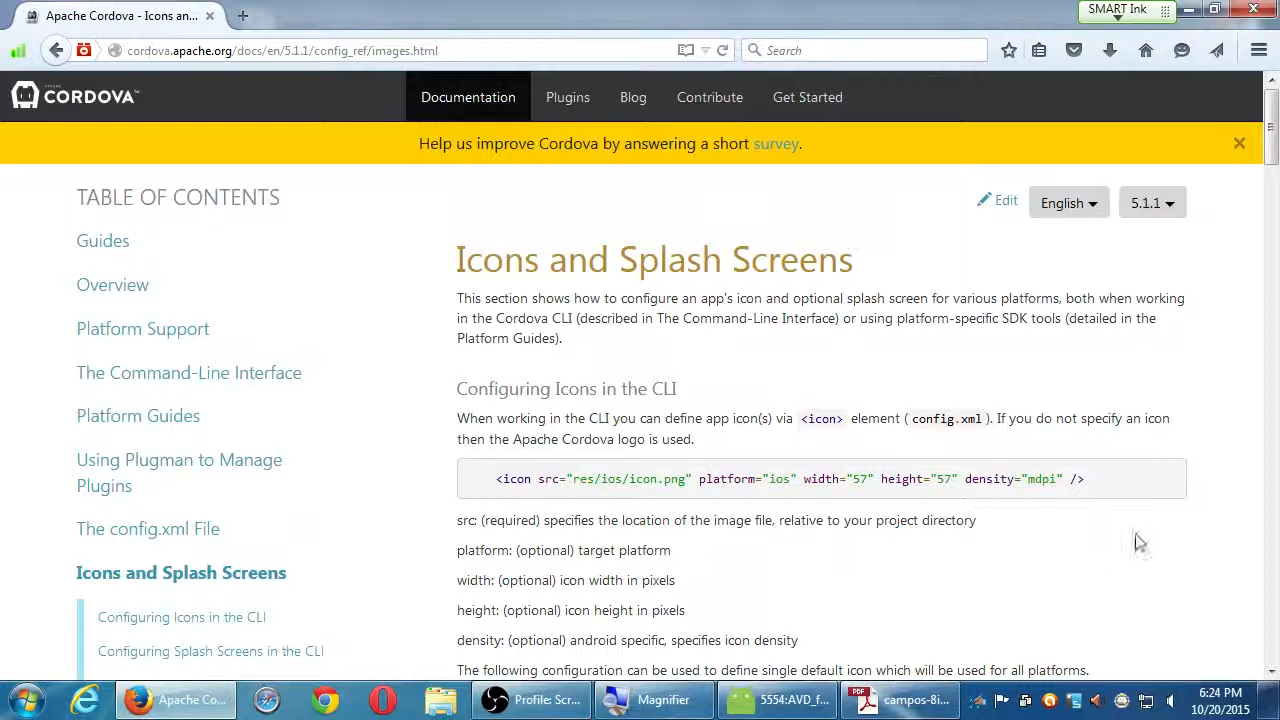 Apache Cordova - Icons an...
SMART Ink
cordova.apache.org/docs/en/5.1.1/config_ref/images.html
Search
APACHE
CORDOVA™
Documentation
Plugins
Blog
Contribute
Get Started
Help us improve Cordova by answering a short survey.
TABLE OF CONTENTS
Guides
Overview
Platform Support
The Command-Line Interface
Platform Guides
Using Plugman to Manage
Plugins
The config.xml File
Icons and Splash Screens
Configuring Icons in the CLI
Configuring Splash Screens in the CLI
Edit
English
5.1.1
Icons and Splash Screens
This section shows how to configure an app's icon and optional splash screen for various platforms, both when working
in the Cordova CLI (described in The Command-Line Interface) or using platform-specific SDK tools (detailed in the
Platform Guides).
Configuring Icons in the CLI
When working in the CLI you can define app icon(s) via <icon> element ( config.xml ). If you do not specify an icon
then the Apache Cordova logo is used.
<icon src="res/ios/icon.png" platform="ios" width="57" height="57" density="mdpi" />
src: (required) specifies the location of the image file, relative to your project directory
platform: (optional) target platform
width: (optional) icon width in pixels
height: (optional) icon height in pixels
density: (optional) android specific, specifies icon density
The following configuration can be used to define single default icon which will be used for all platforms.
Apache Co...
Profile: Scr...
Magnifier
5554:AVD_f...
PDF
campos-8i...
6:24 PM
10/20/2015